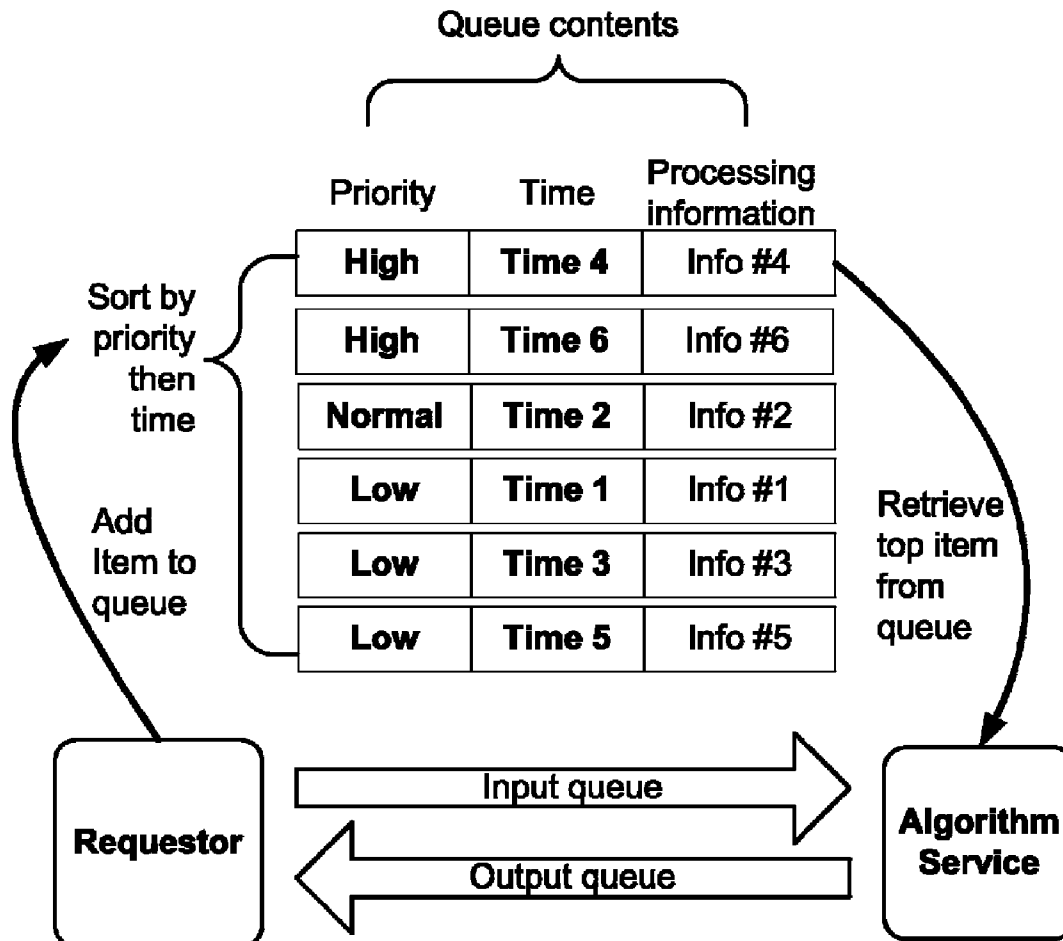 Queue contents
Priority Time Processing
information
High Time 4 Info #4
High Time 6 Info #6
Normal Time 2 Info #2
Low Time 1 Info #1
Low Time 3 Info #3
Low Time 5 Info #5
Sort by
priority
then
time
Add
Item to
queue
Retrieve
top item
from
queue
Requestor
Input queue
Output queue
Algorithm
Service